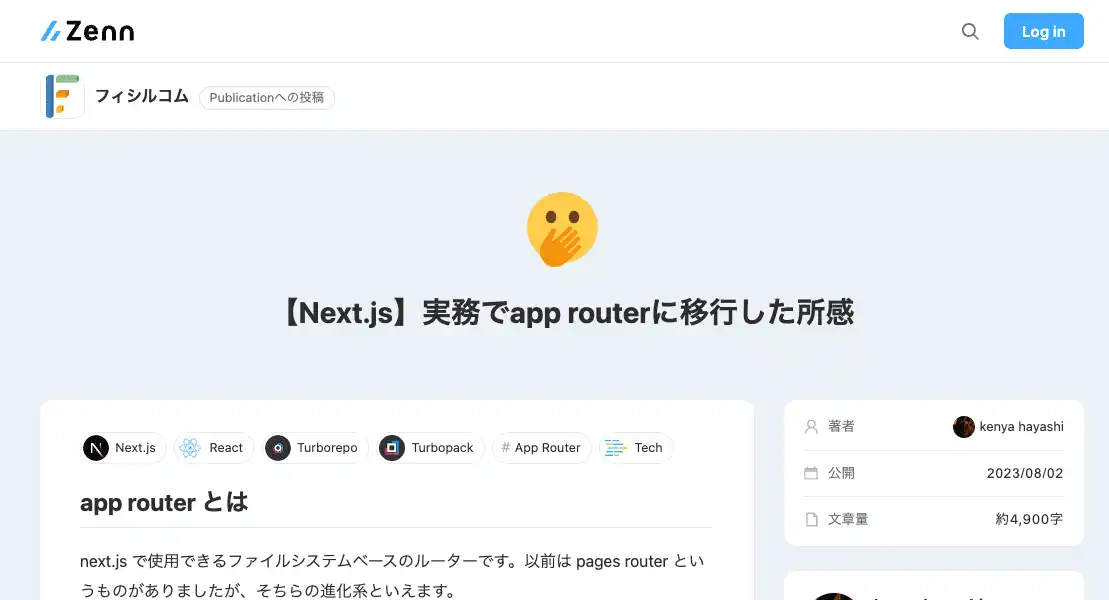 Zenn
Log in
フィシルコム
Publicationへの投稿
【Next.js】実務でapp routerに移行した所感
Next.js
React
Turborepo
Turbopack
# App Router
Tech
app router とは
next.js で使用できるファイルシステムベースのルーターです。以前は pages router とい
うものがありましたが、そちらの進化系といえます。
著者
kenya hayashi
公開
2023/08/02
文章量
約4,900字